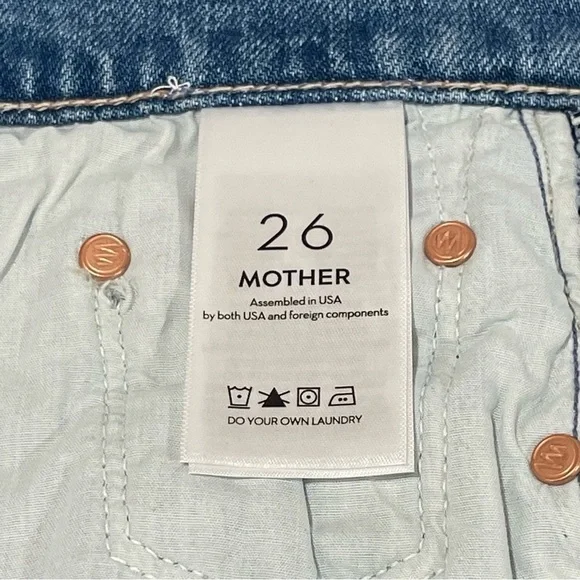 26
MOTHER
Assembled in USA
by both USA and foreign components
DO YOUR OWN LAUNDRY